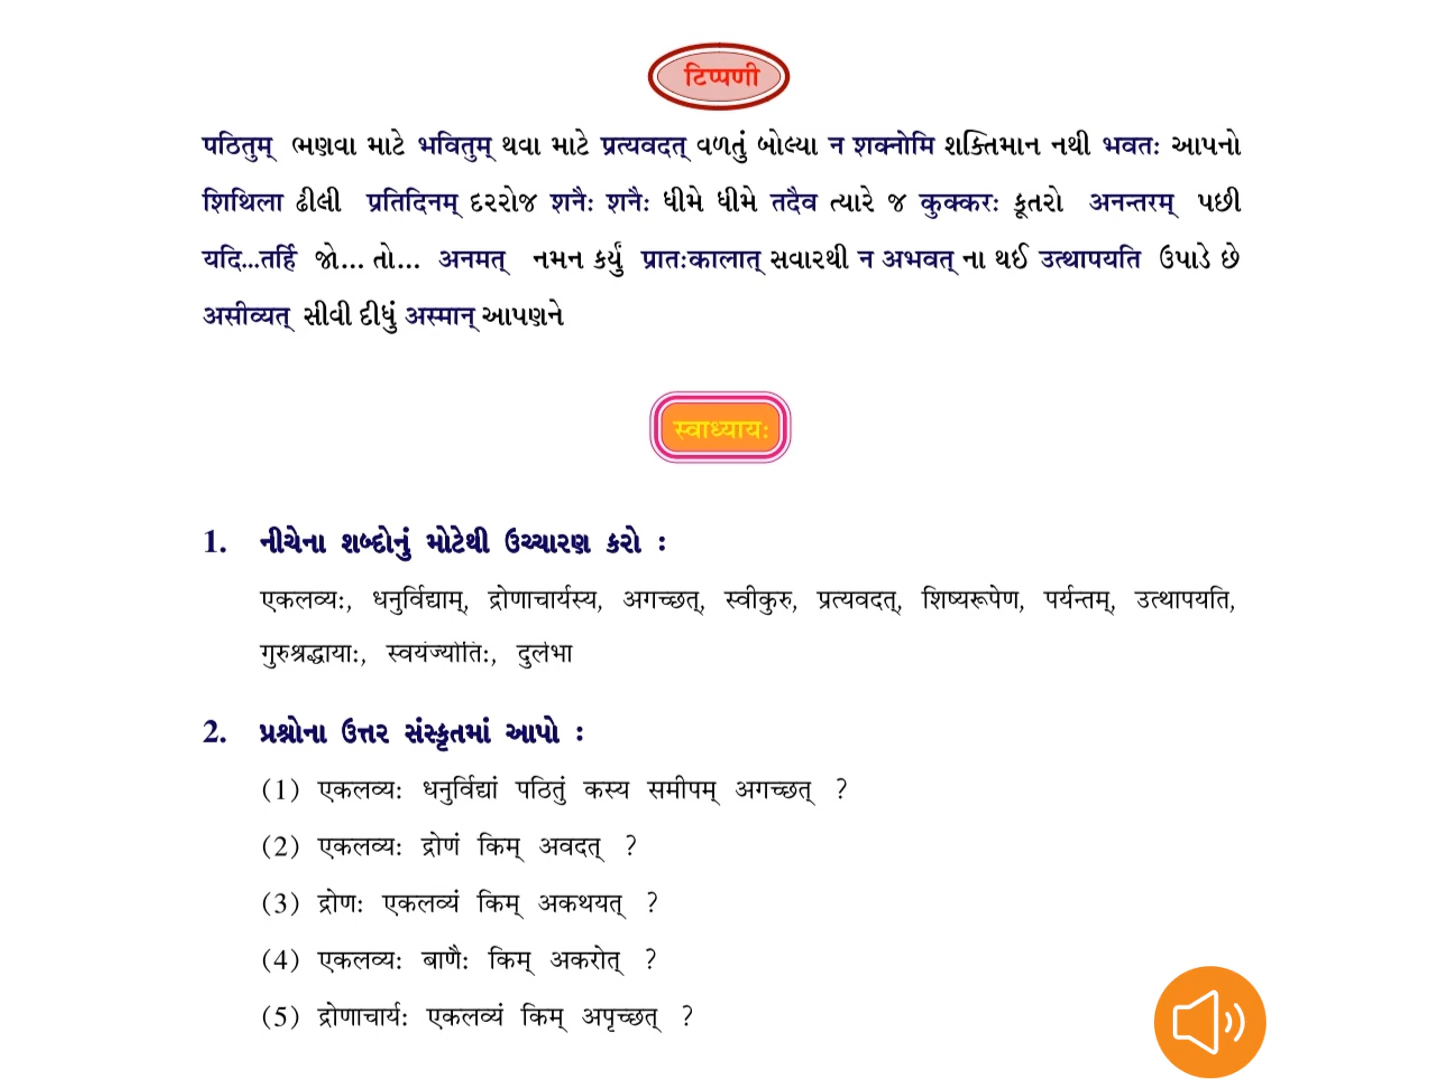 टिप्पणी
पठितुम् ભણવા માટે भवितुम् થવા માટે प्रत्यवदत् વળતું બોલ્યા न शक्नोमि શક્તિમાન નથી भवतः આપનો
शिथिला ઢીલી प्रतिदिनम् દરરોજ शनैः शनैः ધીમે ધીમે तदैव ત્યારે જ कुक्करः કૂતરો अनन्तरम् પછી
यदि...तर्हि જો... તો... अनमत् નમન કર્યું प्रातःकालात् સવારથી न अभवत् ના થઈ उत्थापयति ઉપાડે છે
असीव्यत् સીવી દીધું अस्मान् આપણને
स्वाध्यायः
1. નીચેના શબ્દોનું મોટેથી ઉચ્ચારણ કરો :
एकलव्यः, धनुर्विद्याम्, द्रोणाचार्यस्य, अगच्छत्, स्वीकुरु, प्रत्यवदत्, शिष्यरूपेण, पर्यन्तम्, उत्थापयति,
गुरुश्रद्धायाः, स्वयंज्योतिः, दुर्लभा
2. પ્રશ્નોના ઉત્તર સંસ્કૃતમાં આપો :
(1) एकलव्यः धनुर्विद्यां पठितुं कस्य समीपम् अगच्छत् ?
(2) एकलव्यः द्रोणं किम् अवदत् ?
(3) द्रोणः एकलव्यं किम् अकथयत् ?
(4) एकलव्यः बाणैः किम् अकरोत् ?
(5) द्रोणाचार्यः एकलव्यं किम् अपृच्छत् ?